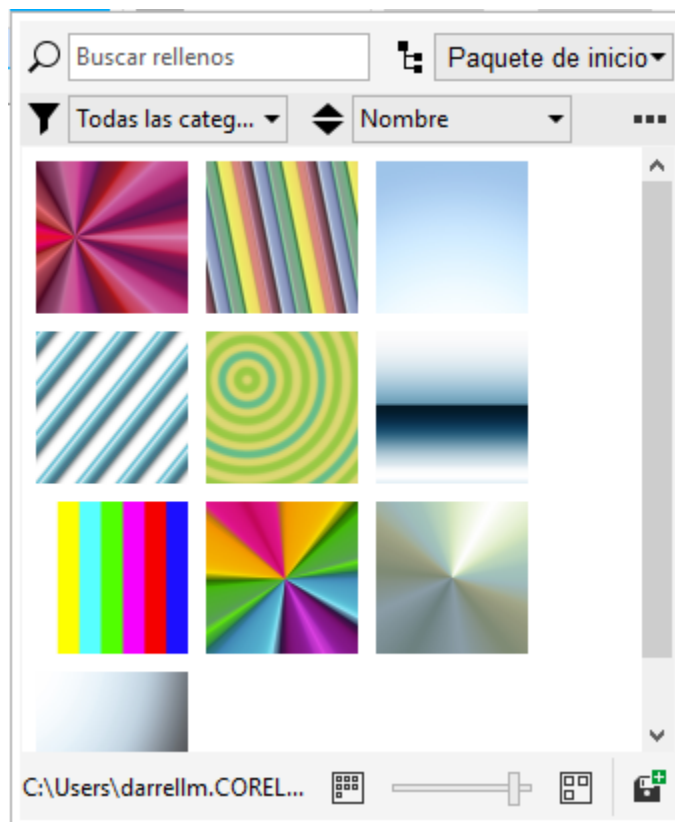 Buscar rellenos
Paquete de inicio
Todas las categ...
Nombre
C:\Users\darrellm.COREL...